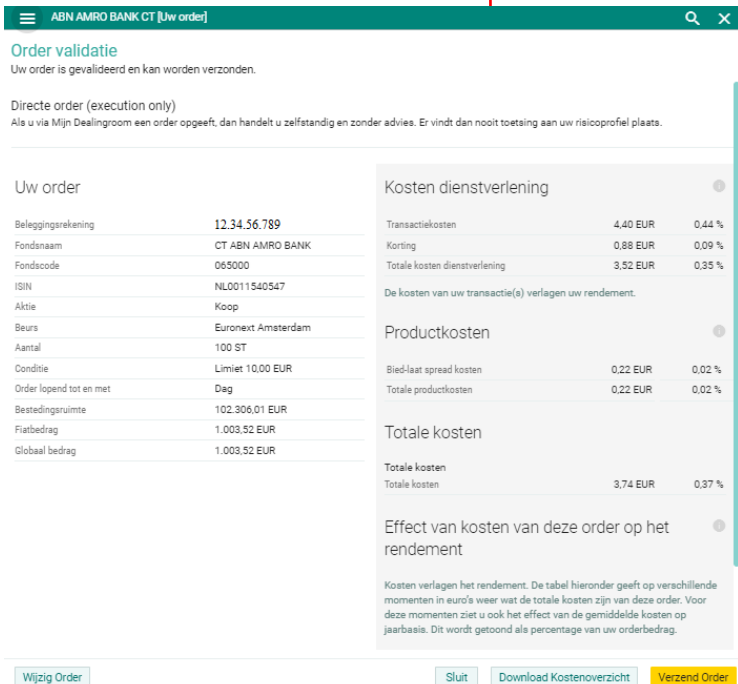 ABN AMRO BANK CT [Uw order]
Order validatie
Uw order is gevalideerd en kan worden verzonden.
Directe order (execution only)
Als u via Mijn Dealingroom een order opgeeft, dan handelt u zelfstandig en zonder advies. Er vindt dan nooit toetsing aan uw risicoprofiel plaats.
Uw order
Beleggingsrekening 12.34.56.789
Fondsnaam CT ABN AMRO BANK
Fondscode 065000
ISIN NL0011540547
Aktie Koop
Beurs Euronext Amsterdam
Aantal 100 ST
Conditie Limiet 10,00 EUR
Order lopend tot en met Dag
Bestedingsruimte 102.306,01 EUR
Fiatbedrag 1.003,52 EUR
Globaal bedrag 1.003,52 EUR
Kosten dienstverlening
Transactiekosten 4,40 EUR 0,44 %
Korting 0,88 EUR 0,09 %
Totale kosten dienstverlening 3,52 EUR 0,35 %
De kosten van uw transactie(s) verlagen uw rendement.
Productkosten
Bied-laat spread kosten 0,22 EUR 0,02 %
Totale productkosten 0,22 EUR 0,02 %
Totale kosten
Totale kosten
Totale kosten 3,74 EUR 0,37 %
Effect van kosten van deze order op het
rendement
Kosten verlagen het rendement. De tabel hieronder geeft op verschillende
momenten in euro's weer wat de totale kosten zijn van deze order. Voor
deze momenten ziet u ook het effect van de gemiddelde kosten op
jaarbasis. Dit wordt getoond als percentage van uw orderbedrag.
Wijzig Order Sluit Download Kostenoverzicht Verzend Order